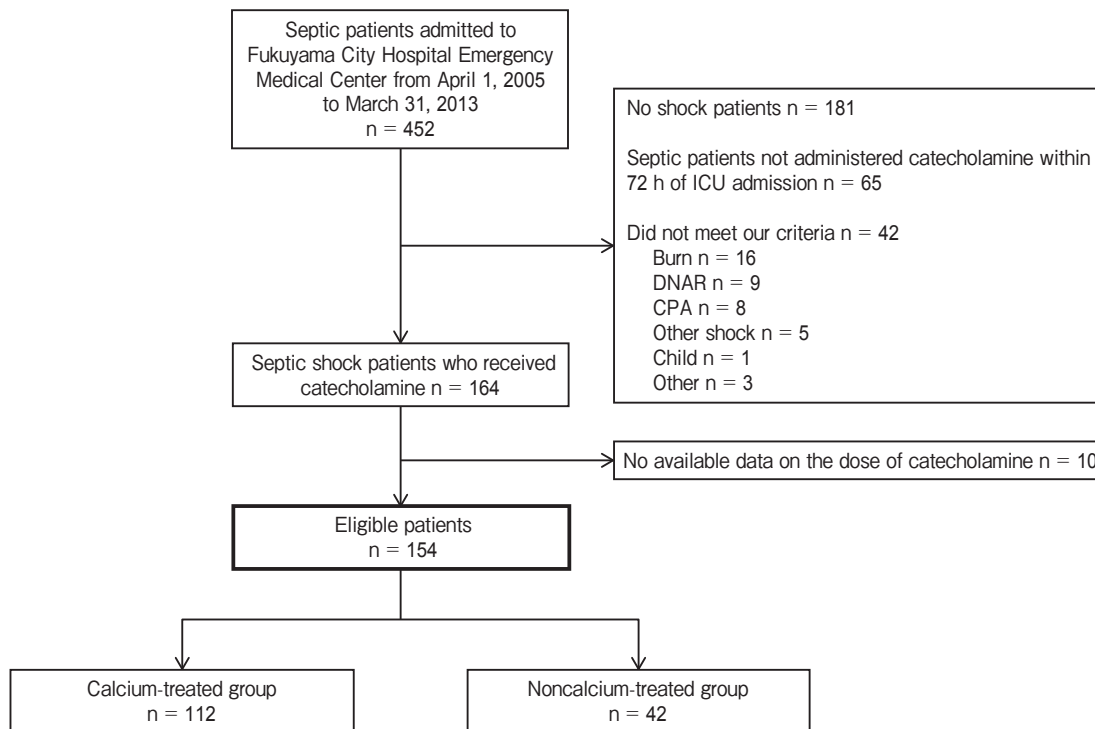 Septic patients admitted to
Fukuyama City Hospital Emergency
Medical Center from April 1, 2005
to March 31, 2013
n = 452
No shock patients n = 181
Septic patients not administered catecholamine within
72 h of ICU admission n = 65
Did not meet our criteria n = 42
Burn n = 16
DNAR n = 9
CPA n = 8
Other shock n = 5
Child n = 1
Other n = 3
Septic shock patients who received
catecholamine n = 164
No available data on the dose of catecholamine n = 10
Eligible patients
n = 154
Calcium-treated group
n = 112
Noncalcium-treated group
n = 42